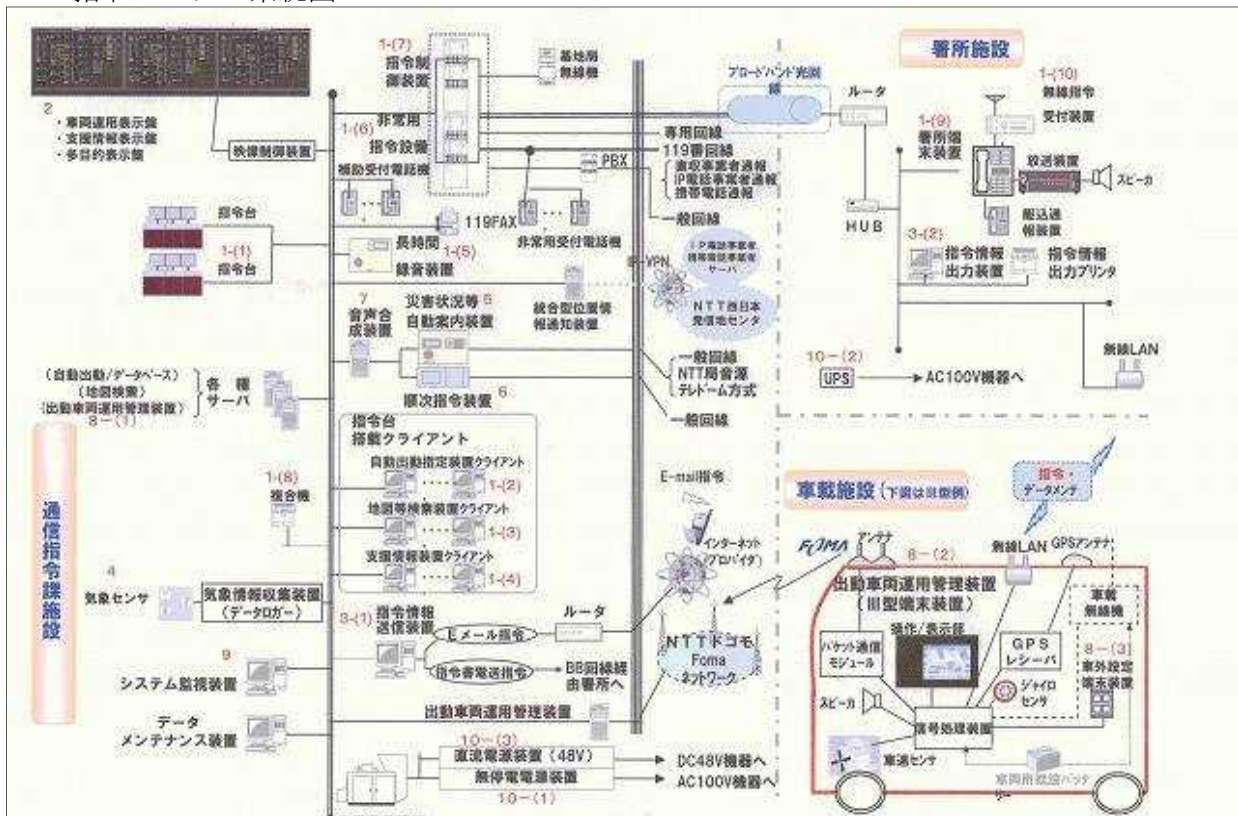 2
・車両運用表示盤
・支援情報表示盤
・多目的表示盤
映像制御装置
1-(7)
指令制
御装置
基地局
無線機
非常用
1-(6)
指令設備
補助受付電話機
119FAX
長時間
1-(5)
録音装置
PBX
専用回線
119番回線
直収事業者通報
IP電話事業者通報
携帯電話通報
一般回線
非常用受付電話機
VPN
IP電話事業者
携帯電話事業者
サーバ
NTT西日本
発信地センタ
指令台
1-(1)
指令台
7
音声合
成装置
災害状況等
5
自動案内装置
統合型位置情
報通知装置
6
順次指令装置
一般回線
NTT局音源
テレドーム方式
一般回線
(自動出動/データベース)
(地図検索)
(出動車両運用管理装置)
8-(1)
各種
サーバ
通信指令課施設
指令台
搭載クライアント
自動出動指定装置クライアント
1-(2)
地図等検索装置クライアント
1-(3)
支援情報装置クライアント
1-(4)
1-(8)
複合機
4
気象センサ
気象情報収集装置
(データロガー)
3-(1)
指令情報
送信装置
Eメール指令
ルータ
指令書電送指令
BB回線経
由署所へ
9
システム監視装置
データ
メンテナンス装置
出動車両運用管理装置
10-(3)
直流電源装置(48V)
DC48V機器へ
無停電電源装置
AC100V機器へ
10-(1)
E-mail指令
インターネット
(プロバイダ)
NTTドコモ
Foma
ネットワーク
ブロードバンド光回
線
ルータ
HUB
署所施設
1-(10)
無線指令
受付装置
1-(9)
署所端
末装置
放送装置
スピーカ
駆込通
報装置
3-(2)
指令情報
出力装置
指令情報
出力プリンタ
10-(2)
UPS
AC100V機器へ
無線LAN
車載施設(下図はIII型例)
指令・
データメンテ
FOMA
アンテナ
8-(2)
無線LAN
GPSアンテナ
出動車両運用管理装置
(III型端末装置)
車載
無線機
操作/表示部
パケット通信
モジュール
GPS
レシーバ
8-(3)
車外設定
端末装置
ジャイロ
センサ
スピーカ
信号処理装置
車速センサ